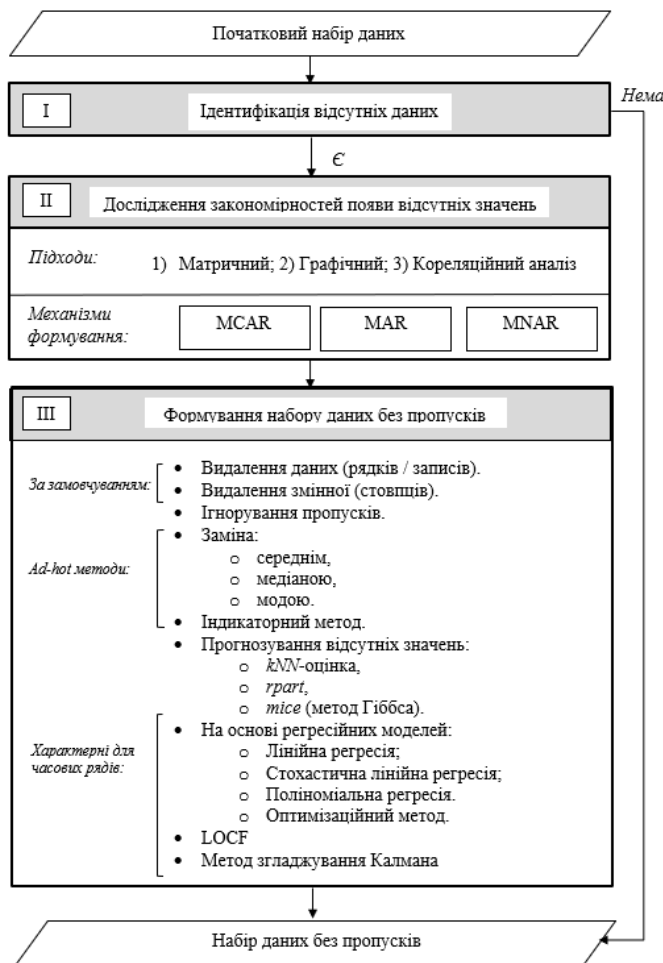 Початковий набір даних
I
Ідентифікація відсутніх даних
Нема
Є
II
Дослідження закономірностей появи відсутніх значень
Підходи:
1) Матричний; 2) Графічний; 3) Кореляційний аналіз
Механізми
формування:
MCAR
MAR
MNAR
III
Формування набору даних без пропусків
За замовчуванням:
• Видалення даних (рядків / записів).
• Видалення змінної (стовпців).
• Ігнорування пропусків.
Ad-hot методи:
• Заміна:
o середнім,
o медіаною,
o модою.
• Індикаторний метод.
• Прогнозування відсутніх значень:
o kNN-оцінка,
o rpart,
o mice (метод Гіббса).
Характерні для
часових рядів:
• На основі регресійних моделей:
o Лінійна регресія;
o Стохастична лінійна регресія;
o Поліноміальна регресія.
o Оптимізаційний метод.
• LOCF
• Метод згладжування Калмана
Набір даних без пропусків